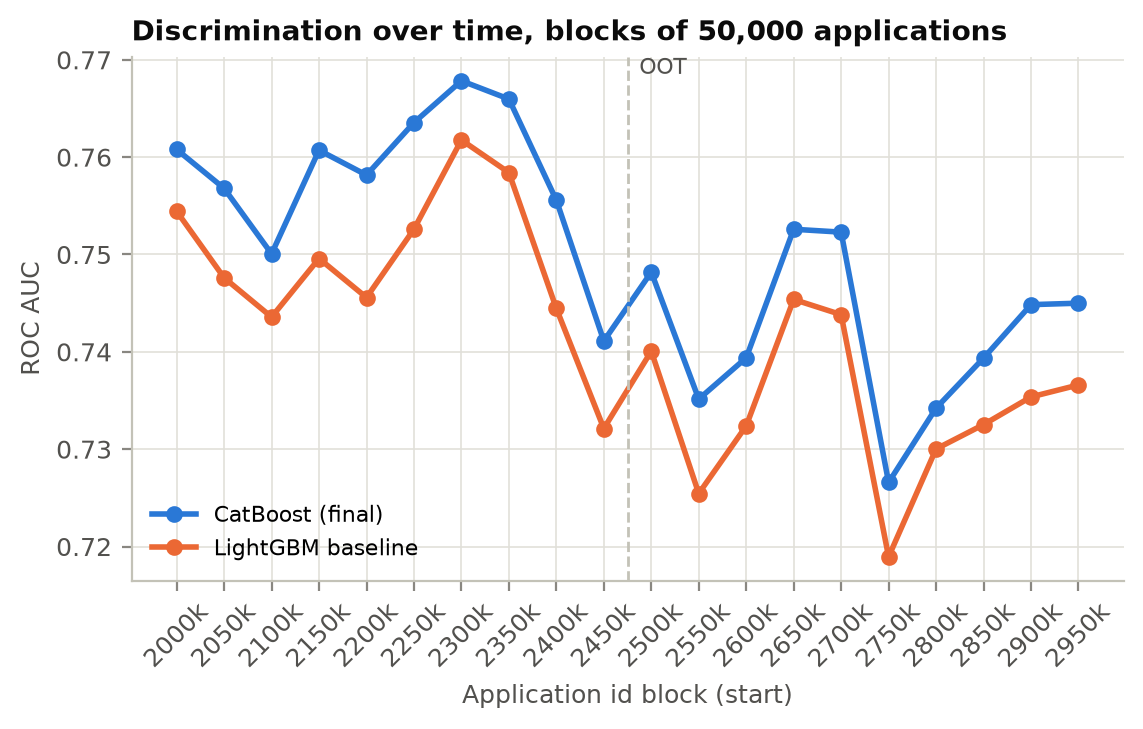 Discrimination over time, blocks of 50,000 applications
OOT
ROC AUC
0.77
0.76
0.75
0.74
0.73
0.72
CatBoost (final)
LightGBM baseline
2000k
2050k
2100k
2150k
2200k
2250k
2300k
2350k
2400k
2450k
2500k
2550k
2600k
2650k
2700k
2750k
2800k
2850k
2900k
2950k
Application id block (start)